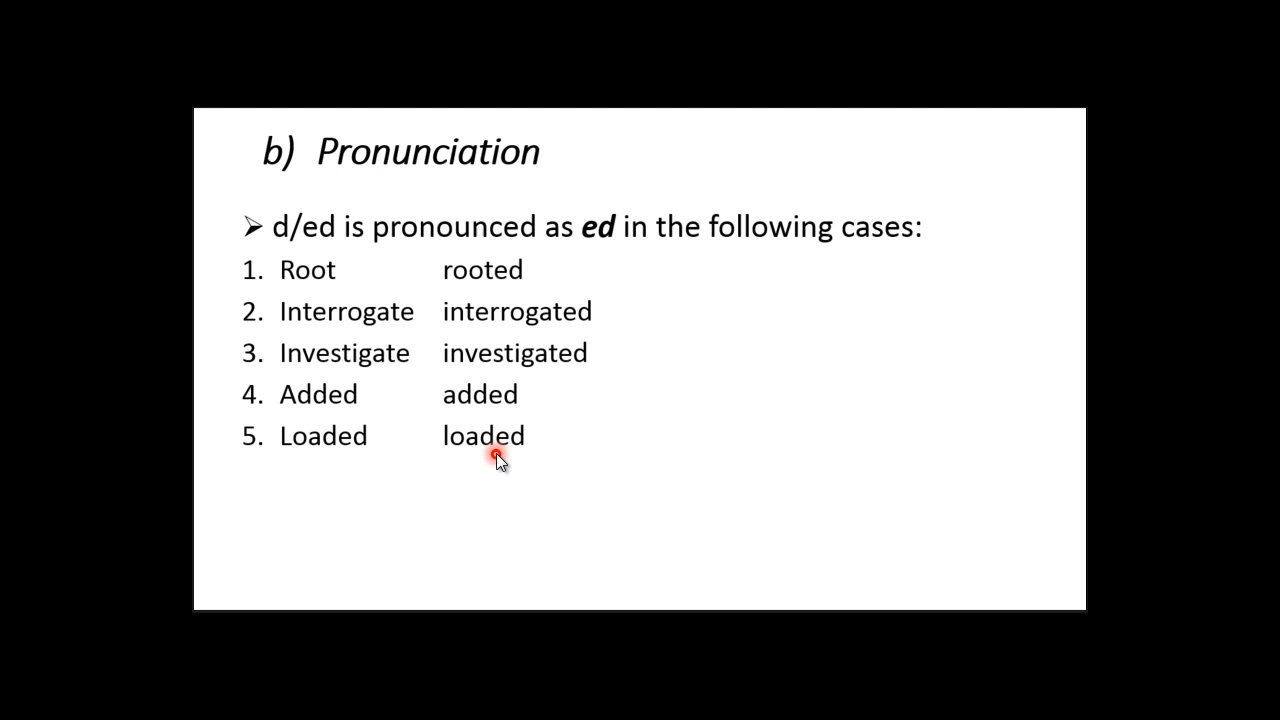 b) Pronunciation
➢ d/ed is pronounced as ed in the following cases:
1. Root rooted
2. Interrogate interrogated
3. Investigate investigated
4. Added added
5. Loaded loaded